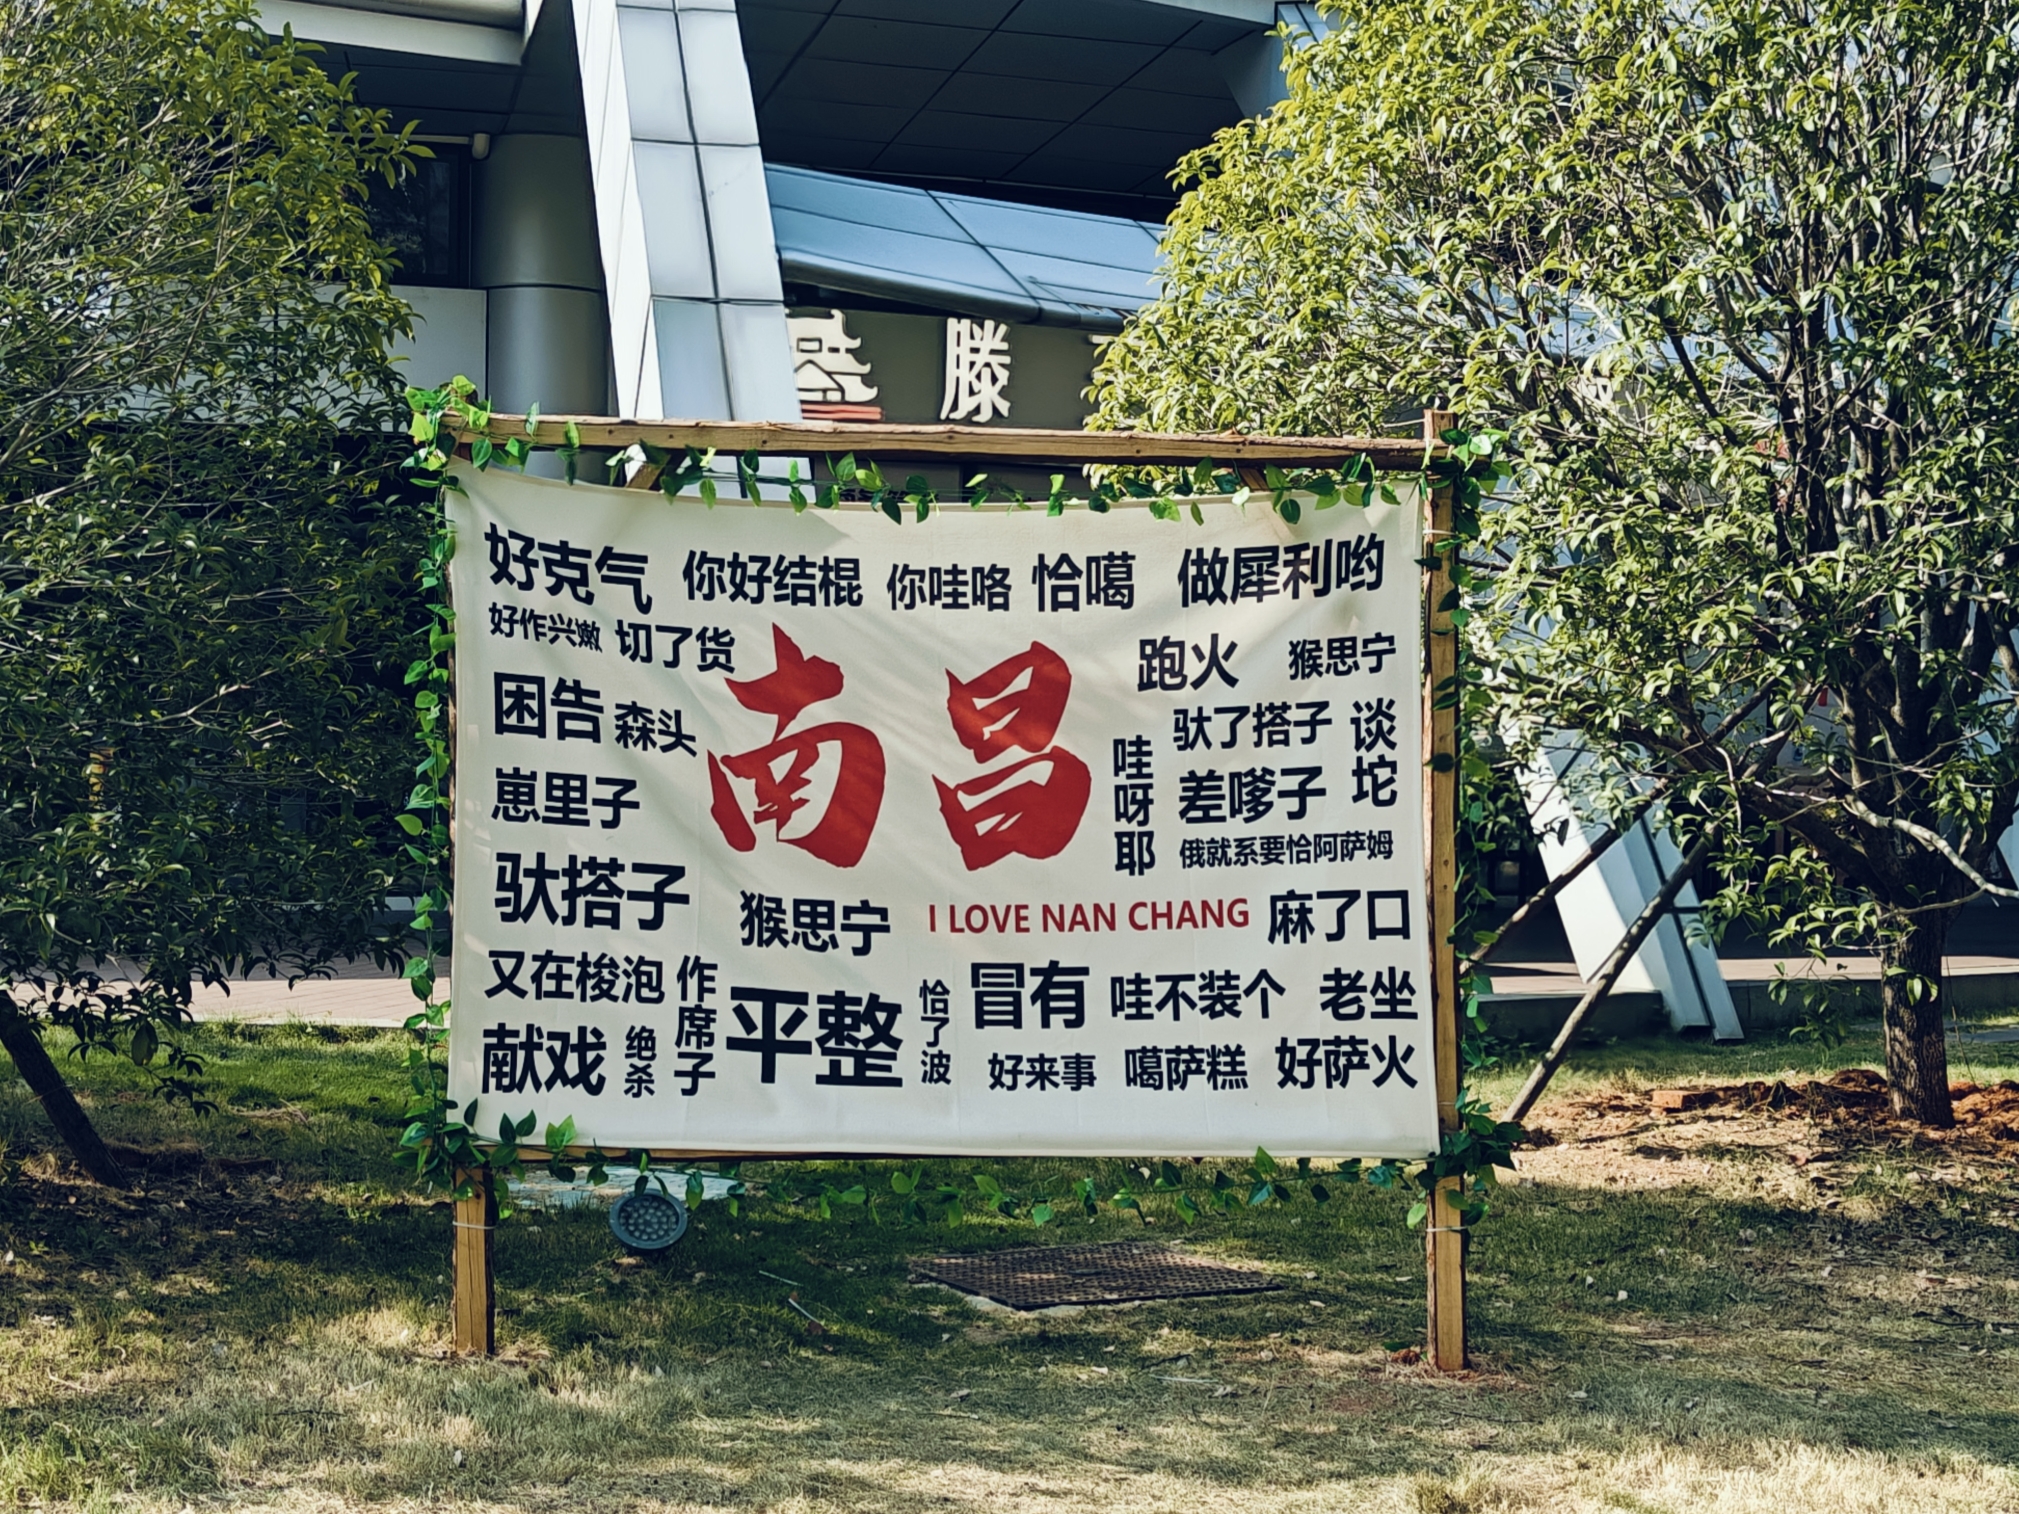 滕
好克气 你好结棍 你哇咯 恰噶 做犀利哟
好作兴嫩 切了货
跑火 猴思宁
困告 森头
南昌
驮了搭子
谈坨
哇呀耶
差嗲子
崽里子
俄就系要恰阿萨姆
驮搭子
猴思宁
I LOVE NAN CHANG
麻了口
又在梭泡
作席子
平整
恰了波
冒有
哇不装个
老坐
献戏
绝杀
好来事
噶萨糕
好萨火